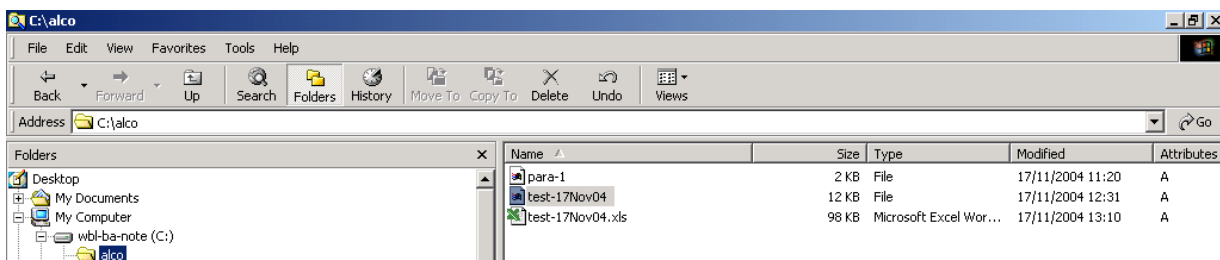 C:\alco
File Edit View Favorites Tools Help
Back Forward Up Search Folders History Move To Copy To Delete Undo Views
Address C:\alco Go
Folders
Desktop
My Documents
My Computer
wbl-ba-note (C:)
alco
Name Size Type Modified Attributes
para-1 2 KB File 17/11/2004 11:20 A
test-17Nov04 12 KB File 17/11/2004 12:31 A
test-17Nov04.xls 98 KB Microsoft Excel Wor... 17/11/2004 13:10 A